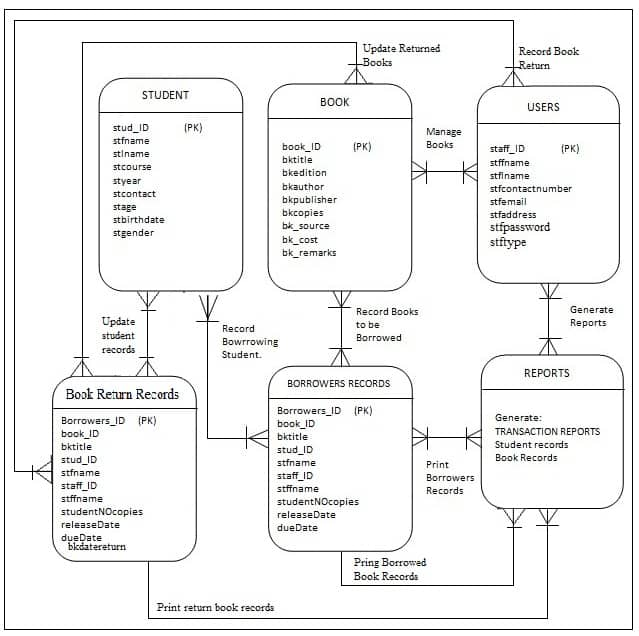 Update Returned
Books
Record Book
Return
STUDENT
stud_ID (PK)
stfname
stlname
stcourse
styear
stcontact
stage
stbirthdate
stgender
BOOK
book_ID (PK)
bktitle
bkedition
bkauthor
bkpublisher
bkcopies
bk_source
bk_cost
bk_remarks
Manage
Books
USERS
staff_ID (PK)
stffname
stflname
stfcontactnumber
stfemail
stfaddress
stfpassword
stftype
Update
student
records
Record
Bowrrowing
Student.
Record Books
to be
Borrowed
Generate
Reports
Book Return Records
Borrowers_ID (PK)
book_ID
bktitle
stud_ID
stfname
staff_ID
stffname
studentNOcopies
releaseDate
dueDate
bkdatereturn
BORROWERS RECORDS
Borrowers_ID (PK)
book_ID
bktitle
stud_ID
stfname
staff_ID
stffname
studentNOcopies
releaseDate
dueDate
Print
Borrowers
Records
REPORTS
Generate:
TRANSACTION REPORTS
Student records
Book Records
Pring Borrowed
Book Records
Print return book records